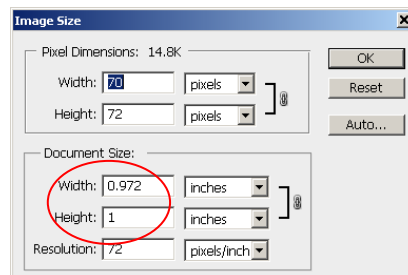 Image Size
Pixel Dimensions: 14.8K
Width: 70 pixels
Height: 72 pixels
OK
Reset
Auto...
Document Size:
Width: 0.972 inches
Height: 1 inches
Resolution: 72 pixels/inch